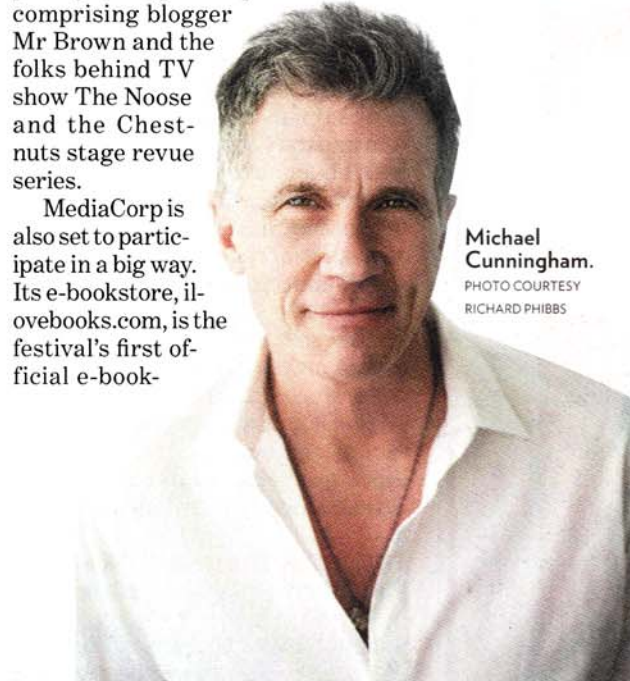 comprising blogger
Mr Brown and the
folks behind TV
show The Noose
and the Chest-
nuts stage revue
series.
MediaCorp is
also set to partic-
ipate in a big way.
Its e-bookstore, il-
ovebooks.com, is the
festival's first of-
ficial e-book-
Michael
Cunningham.
PHOTO COURTESY
RICHARD PHIBBS